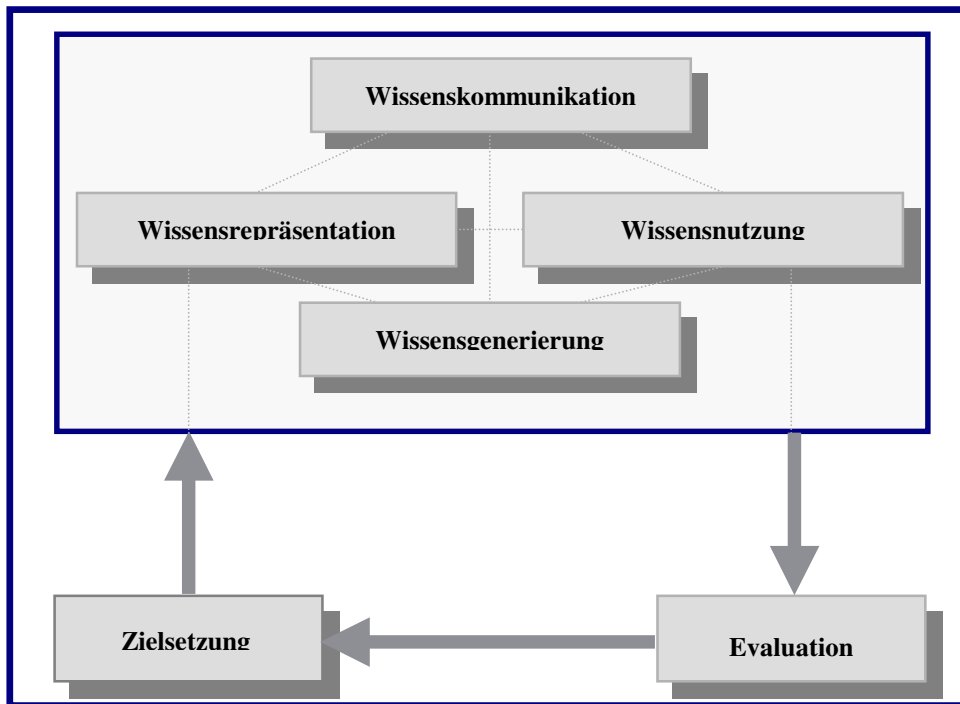 Wissenskommunikation
Wissensrepräsentation
Wissensnutzung
Wissensgenerierung
Zielsetzung
Evaluation